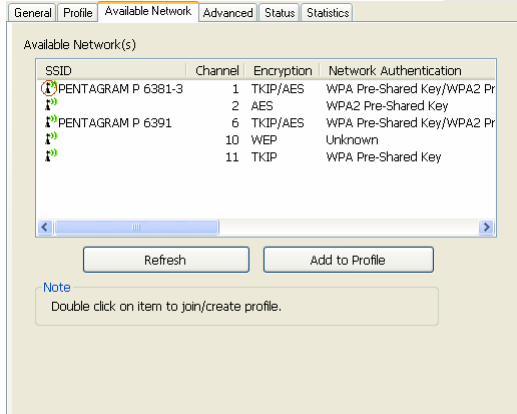 General Profile Available Network Advanced Status Statistics
Available Network(s)
SSID Channel Encryption Network Authentication
PENTAGRAM P 6381-3 1 TKIP/AES WPA Pre-Shared Key/WPA2 Pr
2 AES WPA2 Pre-Shared Key
PENTAGRAM P 6391 6 TKIP/AES WPA Pre-Shared Key/WPA2 Pr
10 WEP Unknown
11 TKIP WPA Pre-Shared Key
Refresh Add to Profile
Note
Double click on item to join/create profile.